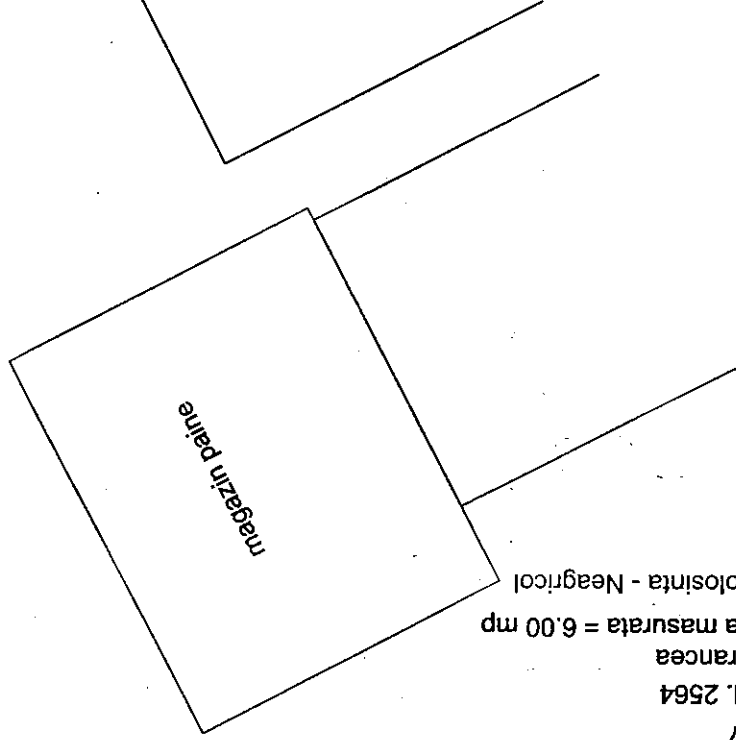 l. 2564
rancea
a masurata = 6.00 mp
olosinta - Neagricol
magazin paine